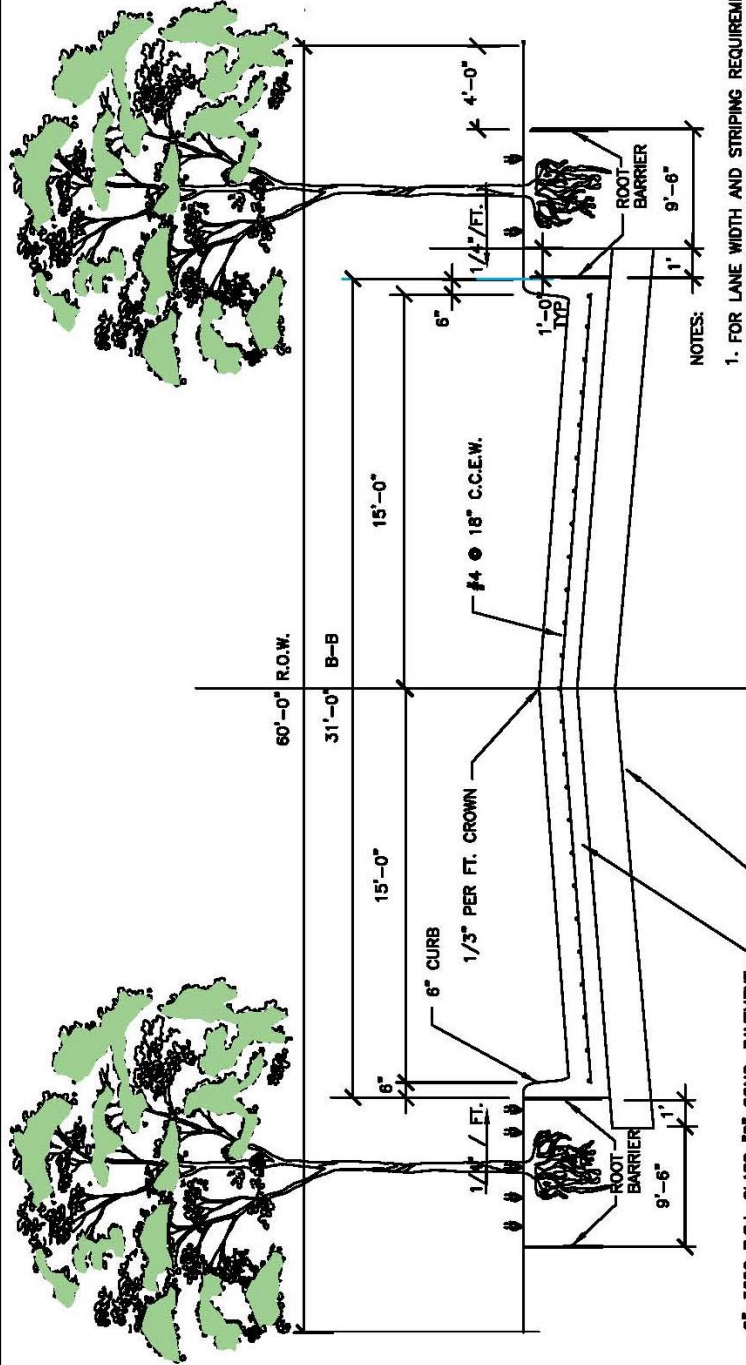 60'-0" R.O.W.
31'-0" B-B
15'-0"
15'-0"
6"
6"
4'-0"
6" CURB
1/3" PER FT. CROWN
#4 @ 18" C.C.E.W.
/ FT.
1/4"/FT.
1'-0"
TYP.
ROOT
BARRIER
ROOT
BARRIER
9'-6"
1'
1'
9'-6"
NOTES:
1. FOR LANE WIDTH AND STRIPING